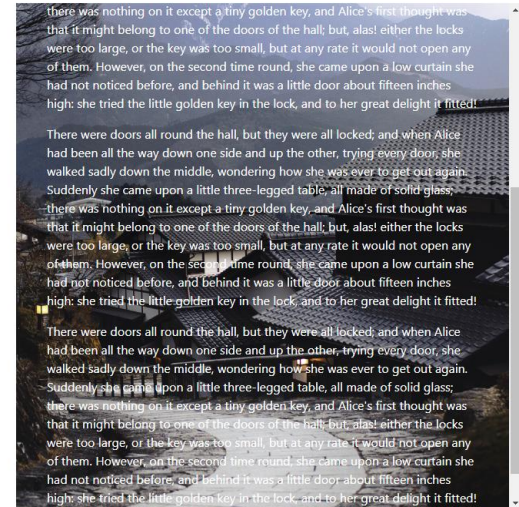 there was nothing on it except a tiny golden key, and Alice's first thought was
that it might belong to one of the doors of the hall; but, alas! either the locks
were too large, or the key was too small, but at any rate it would not open any
of them. However, on the second time round, she came upon a low curtain she
had not noticed before, and behind it was a little door about fifteen inches
high: she tried the little golden key in the lock, and to her great delight it fitted!
There were doors all round the hall, but they were all locked; and when Alice
had been all the way down one side and up the other, trying every door, she
walked sadly down the middle, wondering how she was ever to get out again.
Suddenly she came upon a little three-legged table, all made of solid glass;
there was nothing on it except a tiny golden key, and Alice's first thought was
that it might belong to one of the doors of the hall; but, alas! either the locks
were too large, or the key was too small, but at any rate it would not open any
of them. However, on the second time round, she came upon a low curtain she
had not noticed before, and behind it was a little door about fifteen inches
high: she tried the little golden key in the lock, and to her great delight it fitted!
There were doors all round the hall, but they were all locked; and when Alice
had been all the way down one side and up the other, trying every door, she
walked sadly down the middle, wondering how she was ever to get out again.
Suddenly she came upon a little three-legged table, all made of solid glass;
there was nothing on it except a tiny golden key, and Alice's first thought was
that it might belong to one of the doors of the hall; but, alas! either the locks
were too large, or the key was too small, but at any rate it would not open any
of them. However, on the second time round, she came upon a low curtain she
had not noticed before, and behind it was a little door about fifteen inches
high: she tried the little golden key in the lock, and to her great delight it fitted!